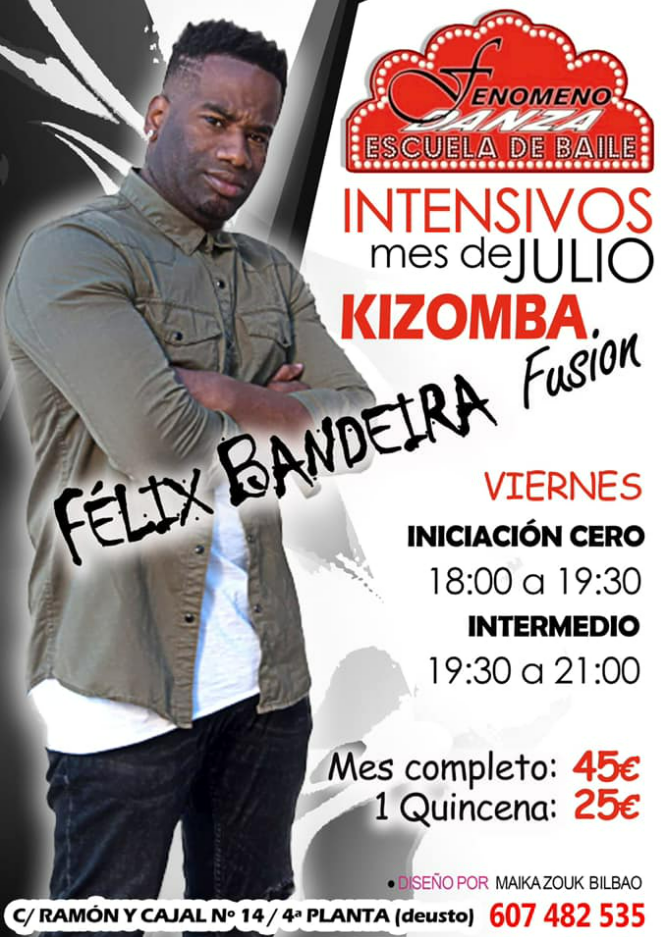 FENOMENO
DANZA
ESCUELA DE BAILE
INTENSIVOS
mes de JULIO
KIZOMBA
Fusion
FÉLIX BANDEIRA
VIERNES
INICIACIÓN CERO
18:00 a 19:30
INTERMEDIO
19:30 a 21:00
Mes completo: 45€
1 Quincena: 25€
• DISEÑO POR MAIKA ZOUK BILBAO
C/ RAMÓN Y CAJAL Nº 14 / 4ª PLANTA (deusto) 607 482 535